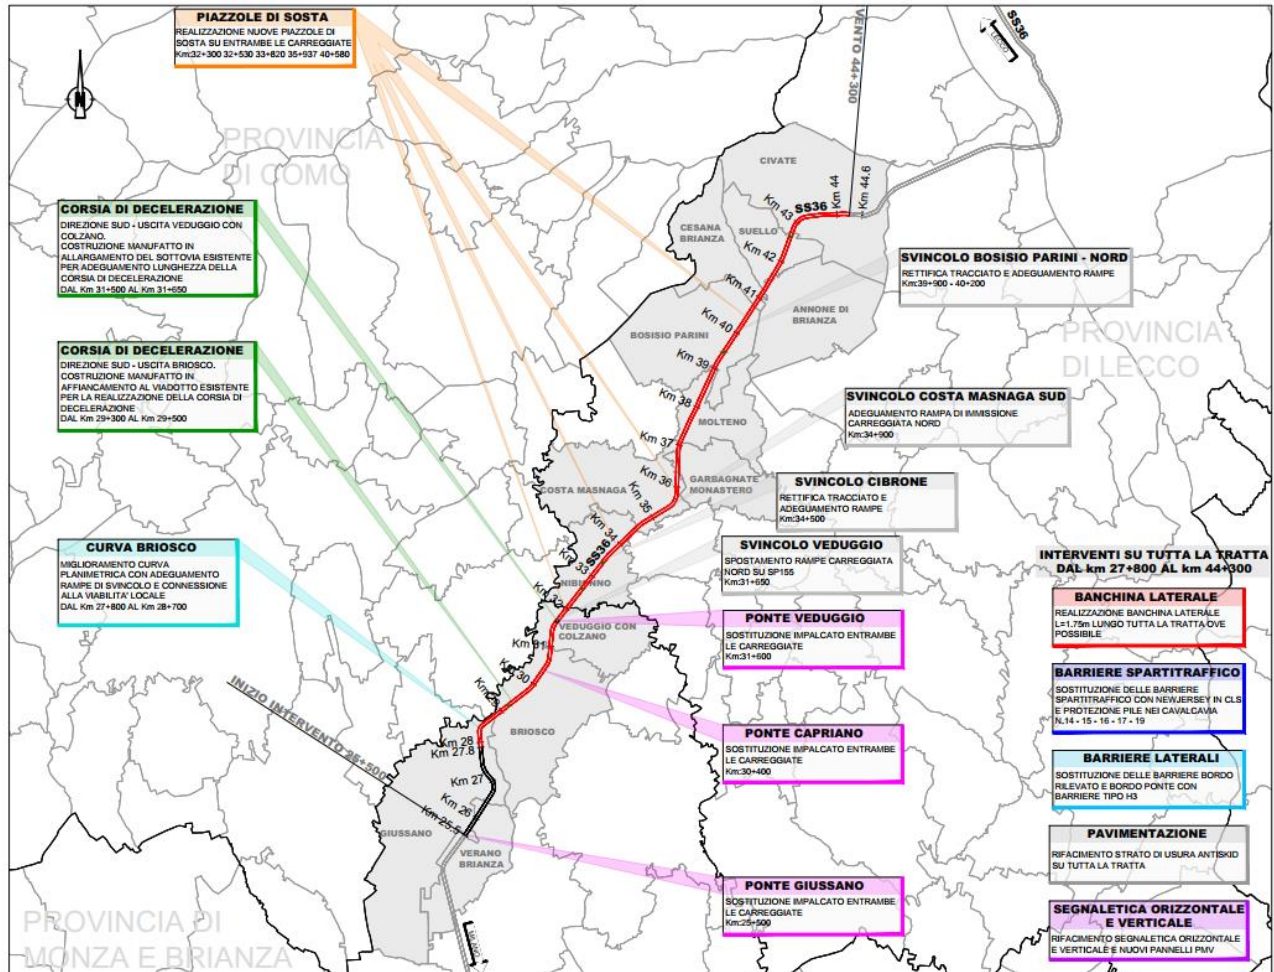 PIAZZOLE DI SOSTA
REALIZZAZIONE NUOVE PIAZZOLE DI
SOSTA SU ENTRAMBE LE CARREGGIATE
Km:32+300 32+530 33+820 35+937 40+580
N
PROVINCIA
DI COMO
CORSIA DI DECELERAZIONE
DIREZIONE SUD - USCITA VEDUGGIO CON
COLZANO.
COSTRUZIONE MANUFATTO IN
ALLARGAMENTO DEL SOTTOVIA ESISTENTE
PER ADEGUAMENTO LUNGHEZZA DELLA
CORSIA DI DECELERAZIONE
DAL Km 31+500 AL Km 31+650
CORSIA DI DECELERAZIONE
DIREZIONE SUD - USCITA BRIOSCO.
COSTRUZIONE MANUFATTO IN
AFFIANCAMENTO AL VIADOTTO ESISTENTE
PER LA REALIZZAZIONE DELLA CORSIA DI
DECELERAZIONE
DAL Km 29+300 AL Km 29+500
CURVA BRIOSCO
MIGLIORAMENTO CURVA
PLANIMETRICA CON ADEGUAMENTO
RAMPE DI SVINCOLO E CONNESSIONE
ALLA VIABILITA' LOCALE
DAL Km 27+800 AL Km 28+700
INIZIO INTERVENTO 25+500
PROVINCIA DI
MONZA E BRIANZA
VENTO 44+300
SS36
LECCO
CIVATE
Km 44
Km 44.6
SS36
Km 43
SUELLO
CESANA
BRIANZA
Km 42
Km 41
ANNONE DI
BRIANZA
Km 40
BOSISIO PARINI
Km 39
Km 38
MOLTENO
Km 37
Km 36
GARBAGNATE
MONASTERO
COSTA MASNAGA
Km 35
Km 34
SS36
Km 33
NIBIONNO
Km 32
VEDUGGIO CON
COLZANO
Km 31
Km 30
Km 29
BRIOSCO
Km 28
Km 27.8
Km 27
Km 26
Km 25.5
GIUSSANO
VERANO
BRIANZA
MILANO
PROVINCIA
DI LECCO
SVINCOLO BOSISIO PARINI - NORD
RETTIFICA TRACCIATO E ADEGUAMENTO RAMPE
Km:39+900 - 40+200
SVINCOLO COSTA MASNAGA SUD
ADEGUAMENTO RAMPA DI IMMISSIONE
CARREGGIATA NORD
Km:34+900
SVINCOLO CIBRONE
RETTIFICA TRACCIATO E
ADEGUAMENTO RAMPE
Km:34+500
SVINCOLO VEDUGGIO
SPOSTAMENTO RAMPE CARREGGIATA
NORD SU SP155
Km:31+650
PONTE VEDUGGIO
SOSTITUZIONE IMPALCATO ENTRAMBE
LE CARREGGIATE
Km:31+600
PONTE CAPRIANO
SOSTITUZIONE IMPALCATO ENTRAMBE
LE CARREGGIATE
Km:30+400
PONTE GIUSSANO
SOSTITUZIONE IMPALCATO ENTRAMBE
LE CARREGGIATE
Km:25+500
INTERVENTI SU TUTTA LA TRATTA
DAL km 27+800 AL km 44+300
BANCHINA LATERALE
REALIZZAZIONE BANCHINA LATERALE
L=1.75m LUNGO TUTTA LA TRATTA OVE
POSSIBILE
BARRIERE SPARTITRAFFICO
SOSTITUZIONE DELLE BARRIERE
SPARTITRAFFICO CON NEWJERSEY IN CLS
E PROTEZIONE PILE NEI CAVALCAVIA
N.14 - 15 - 16 - 17 - 19
BARRIERE LATERALI
SOSTITUZIONE DELLE BARRIERE BORDO
RILEVATO E BORDO PONTE CON
BARRIERE TIPO H3
PAVIMENTAZIONE
RIFACIMENTO STRATO DI USURA ANTISKID
SU TUTTA LA TRATTA
SEGNALETICA ORIZZONTALE
E VERTICALE
RIFACIMENTO SEGNALETICA ORIZZONTALE
E VERTICALE E NUOVI PANNELLI PMV